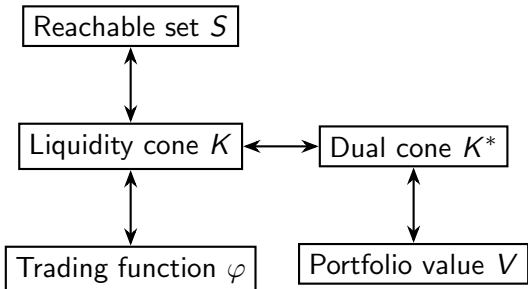 Reachable set S
Liquidity cone K
Dual cone K*
Trading function φ
Portfolio value V